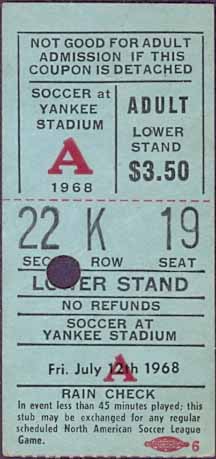 NOT GOOD FOR ADULT
ADMISSION IF THIS
COUPON IS DETACHED
SOCCER at
YANKEE
STADIUM
A
1968
ADULT
LOWER
STAND
$3.50
22 K 19
SEC ROW SEAT
LOWER STAND
NO REFUNDS
SOCCER at
YANKEE STADIUM
A
Fri. July 12th 1968
RAIN CHECK
In event less than 45 minutes played; this
stub may be exchanged for any regular
scheduled North American Soccer League
Game.
6